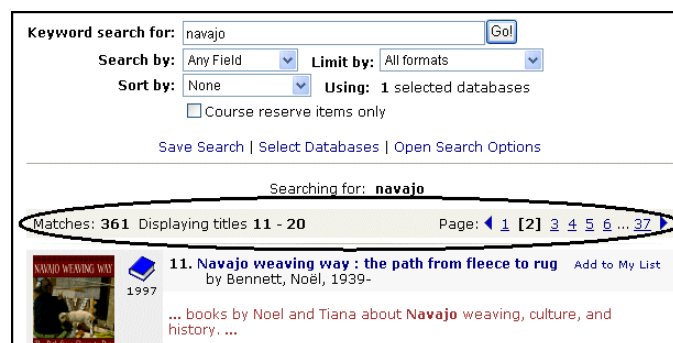 Keyword search for: navajo Go!
Search by: Any Field Limit by: All formats
Sort by: None Using: 1 selected databases
Course reserve items only
Save Search | Select Databases | Open Search Options
Searching for: navajo
Matches: 361 Displaying titles 11 - 20 Page: 1 [2] 3 4 5 6 ... 37
NAVAJO WEAVING WAY
11. Navajo weaving way : the path from fleece to rug Add to My List
1997
by Bennett, Noël, 1939-
... books by Noel and Tiana about Navajo weaving, culture, and
history. ...